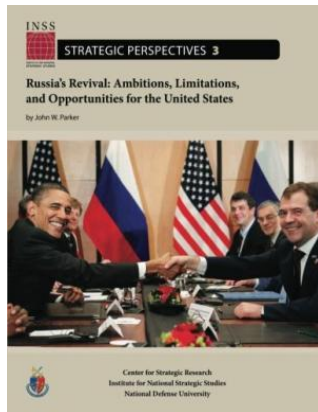 INSS
STRATEGIC PERSPECTIVES 3
Russia's Revival: Ambitions, Limitations,
and Opportunities for the United States
by John W. Parker
Center for Strategic Research
Institute for National Strategic Studies
National Defense University